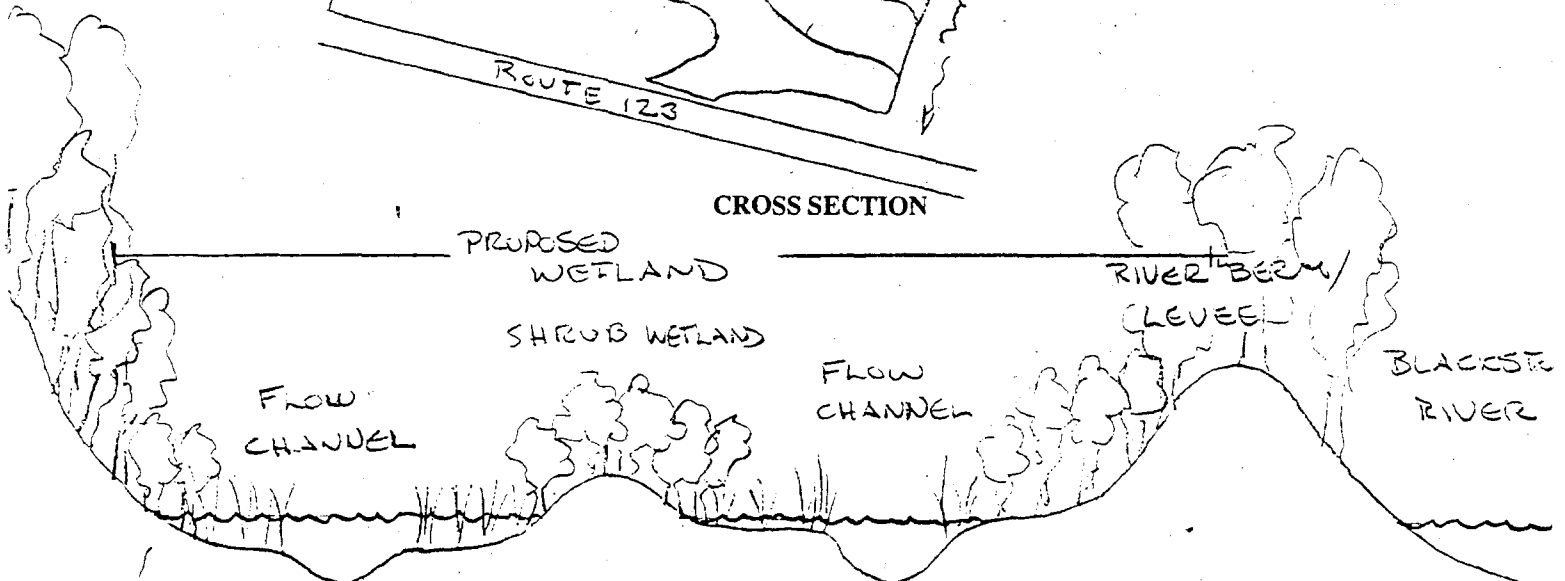 ROUTE 123
CROSS SECTION
PROPOSED
WETLAND
RIVER BERM/
LEVEE
SHRUB WETLAND
FLOW
CHANNEL
FLOW
CHANNEL
RIVER